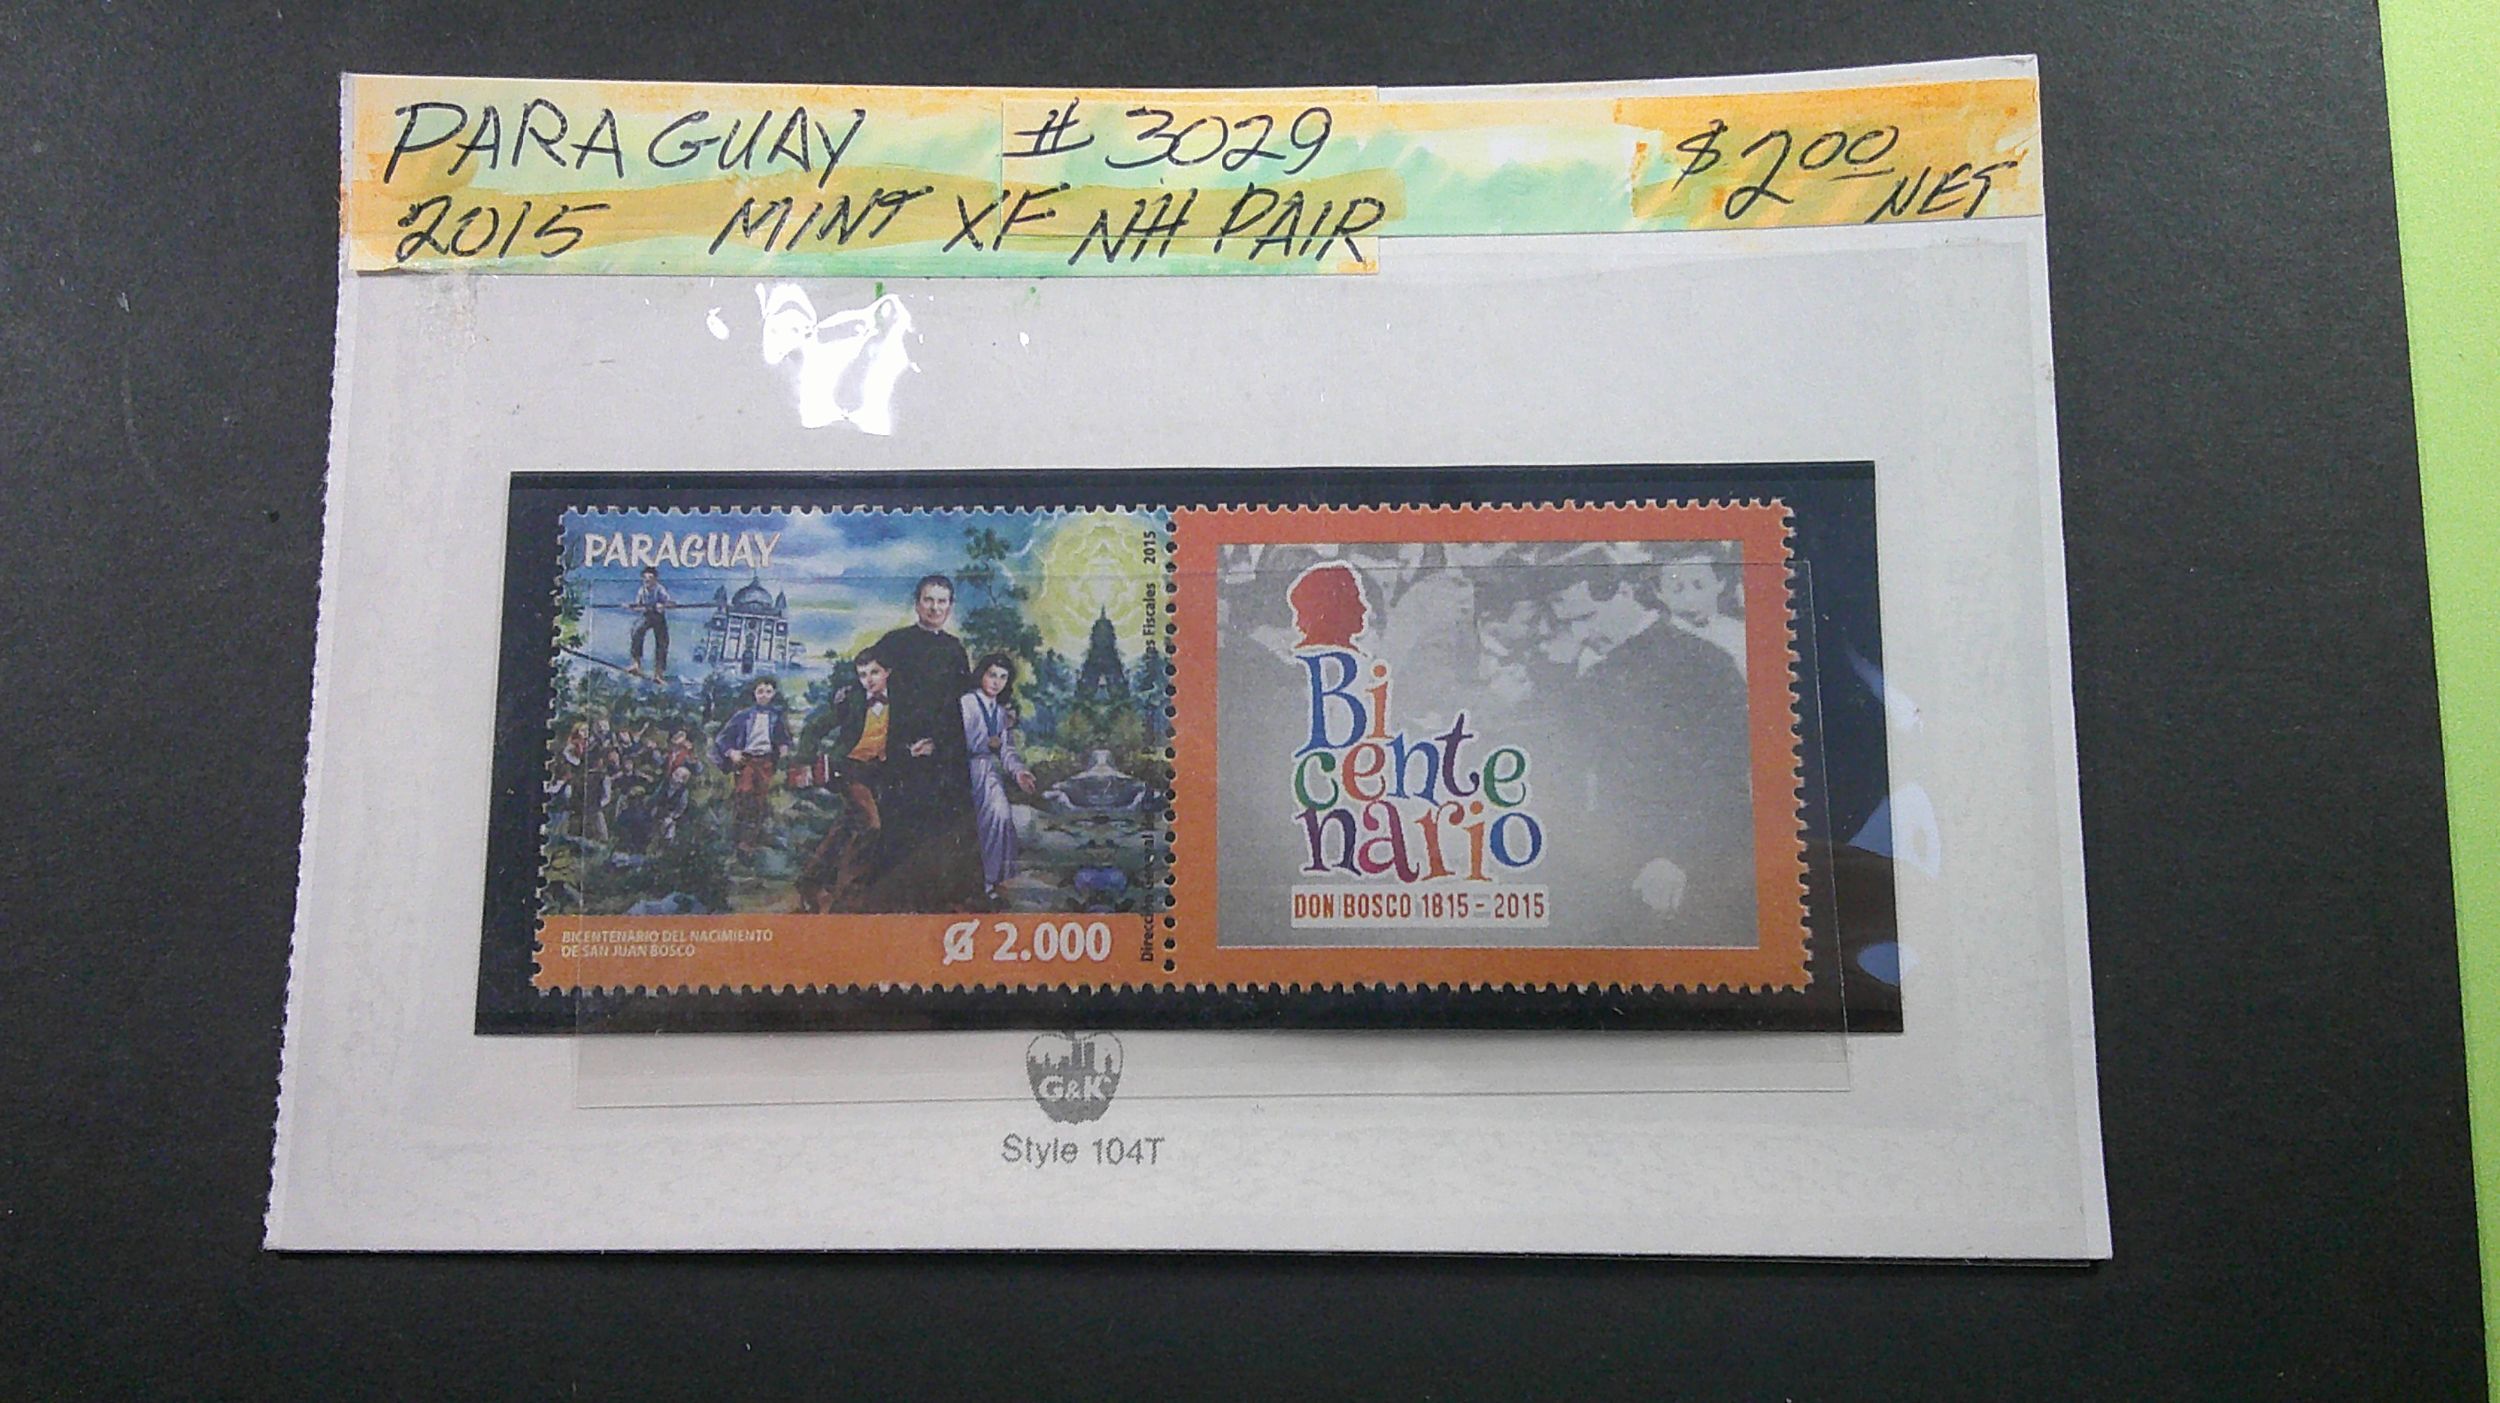 PARAGUAY #3029 $2.00 NET
2015 MINT XF NH PAIR
PARAGUAY
2015
Fiscales
BICENTENARIO DEL NACIMIENTO
DE SAN JUAN BOSCO
₲ 2.000
Bi
cente
nario
DON BOSCO 1815-2015
G&K
Style 104T